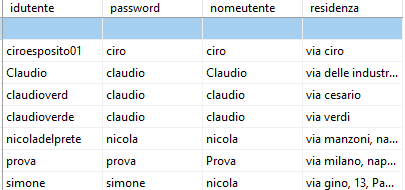 idutente password nomeutente residenza
ciroesposito01 ciro ciro via ciro
Claudio claudio Claudio via delle industr...
claudioverd claudio claudio via cesario
claudioverde claudio claudio via verdi
nicoladelprete nicola nicola via manzoni, na...
prova prova Prova via milano, nap...
simone simone nicola via gino, 13, Pa...